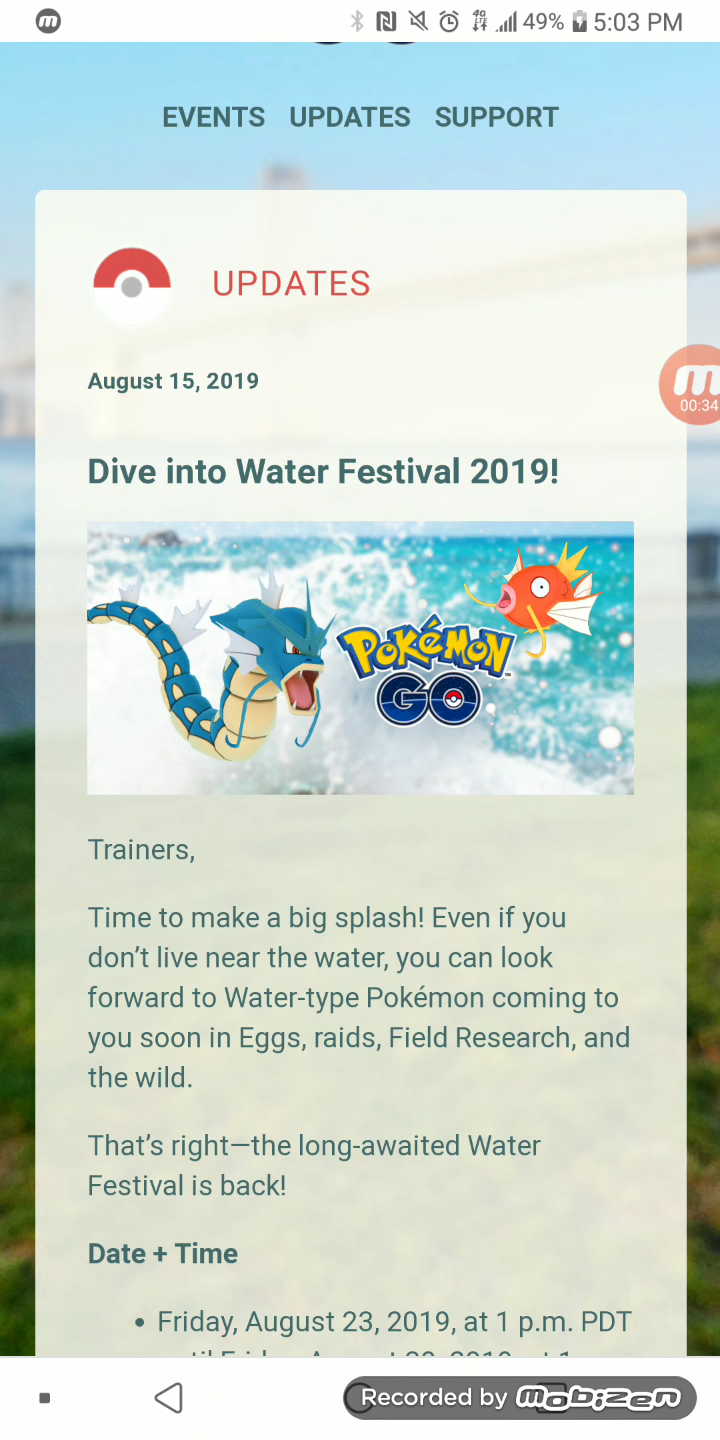 49% 5:03 PM
EVENTS UPDATES SUPPORT
UPDATES
August 15, 2019
00:34
Dive into Water Festival 2019!
POKéMON
GO
Trainers,
Time to make a big splash! Even if you
don’t live near the water, you can look
forward to Water-type Pokémon coming to
you soon in Eggs, raids, Field Research, and
the wild.
That’s right—the long-awaited Water
Festival is back!
Date + Time
• Friday, August 23, 2019, at 1 p.m. PDT
Recorded by mobizen